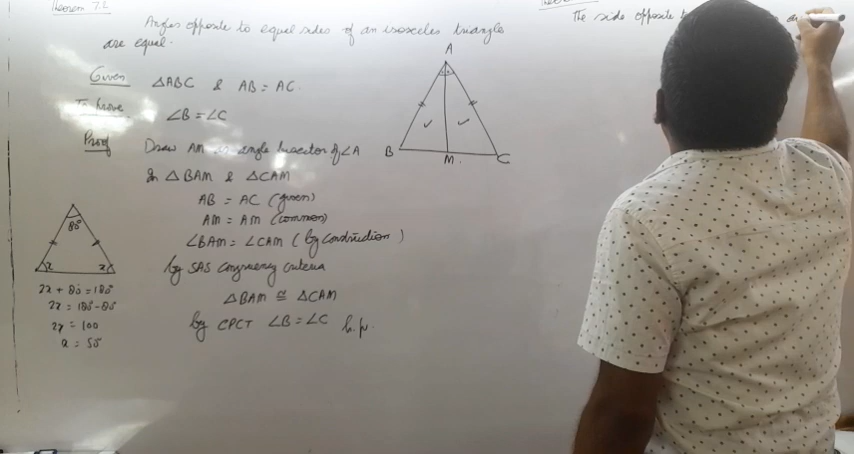 Theorem 7.2
Angles opposite to equal sides of an isosceles triangle
are equal.
Given △ABC & AB = AC.
To prove ∠B = ∠C
Proof Draw AM angle bisector of ∠A
In △BAM & △CAM
AB = AC (given)
AM = AM (common)
∠BAM = ∠CAM (by construction)
by SAS congruency criteria
△BAM ≅ △CAM
by CPCT ∠B = ∠C h.p.
A
B
M.
C
80°
x
x
2x + 80° = 180°
2x = 180° - 80°
2x = 100
x = 50°
The side opposite